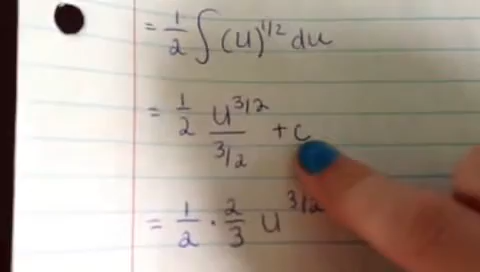 = 1/2 ∫ (u)^1/2 du
= 1/2 u^3/2 / 3/2 + c
= 1/2 · 2/3 u^3/2